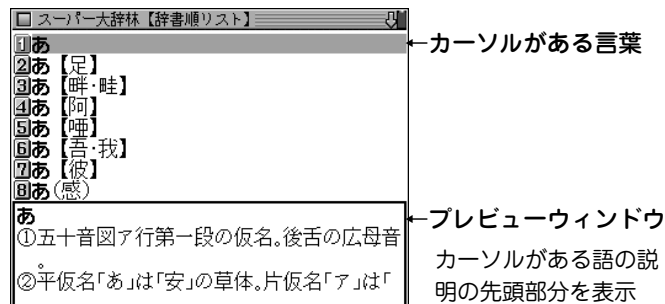 スーパー大辞林【辞書順リスト】
1あ
2あ【足】
3あ【畔·畦】
4あ【阿】
5あ【唖】
6あ【吾·我】
7あ【彼】
8あ(感)
あ
①五十音図ア行第一段の仮名。後舌の広母音
②平仮名「あ」は「安」の草体。片仮名「ア」は「
←カーソルがある言葉
←プレビューウィンドウ
カーソルがある語の説
明の先頭部分を表示